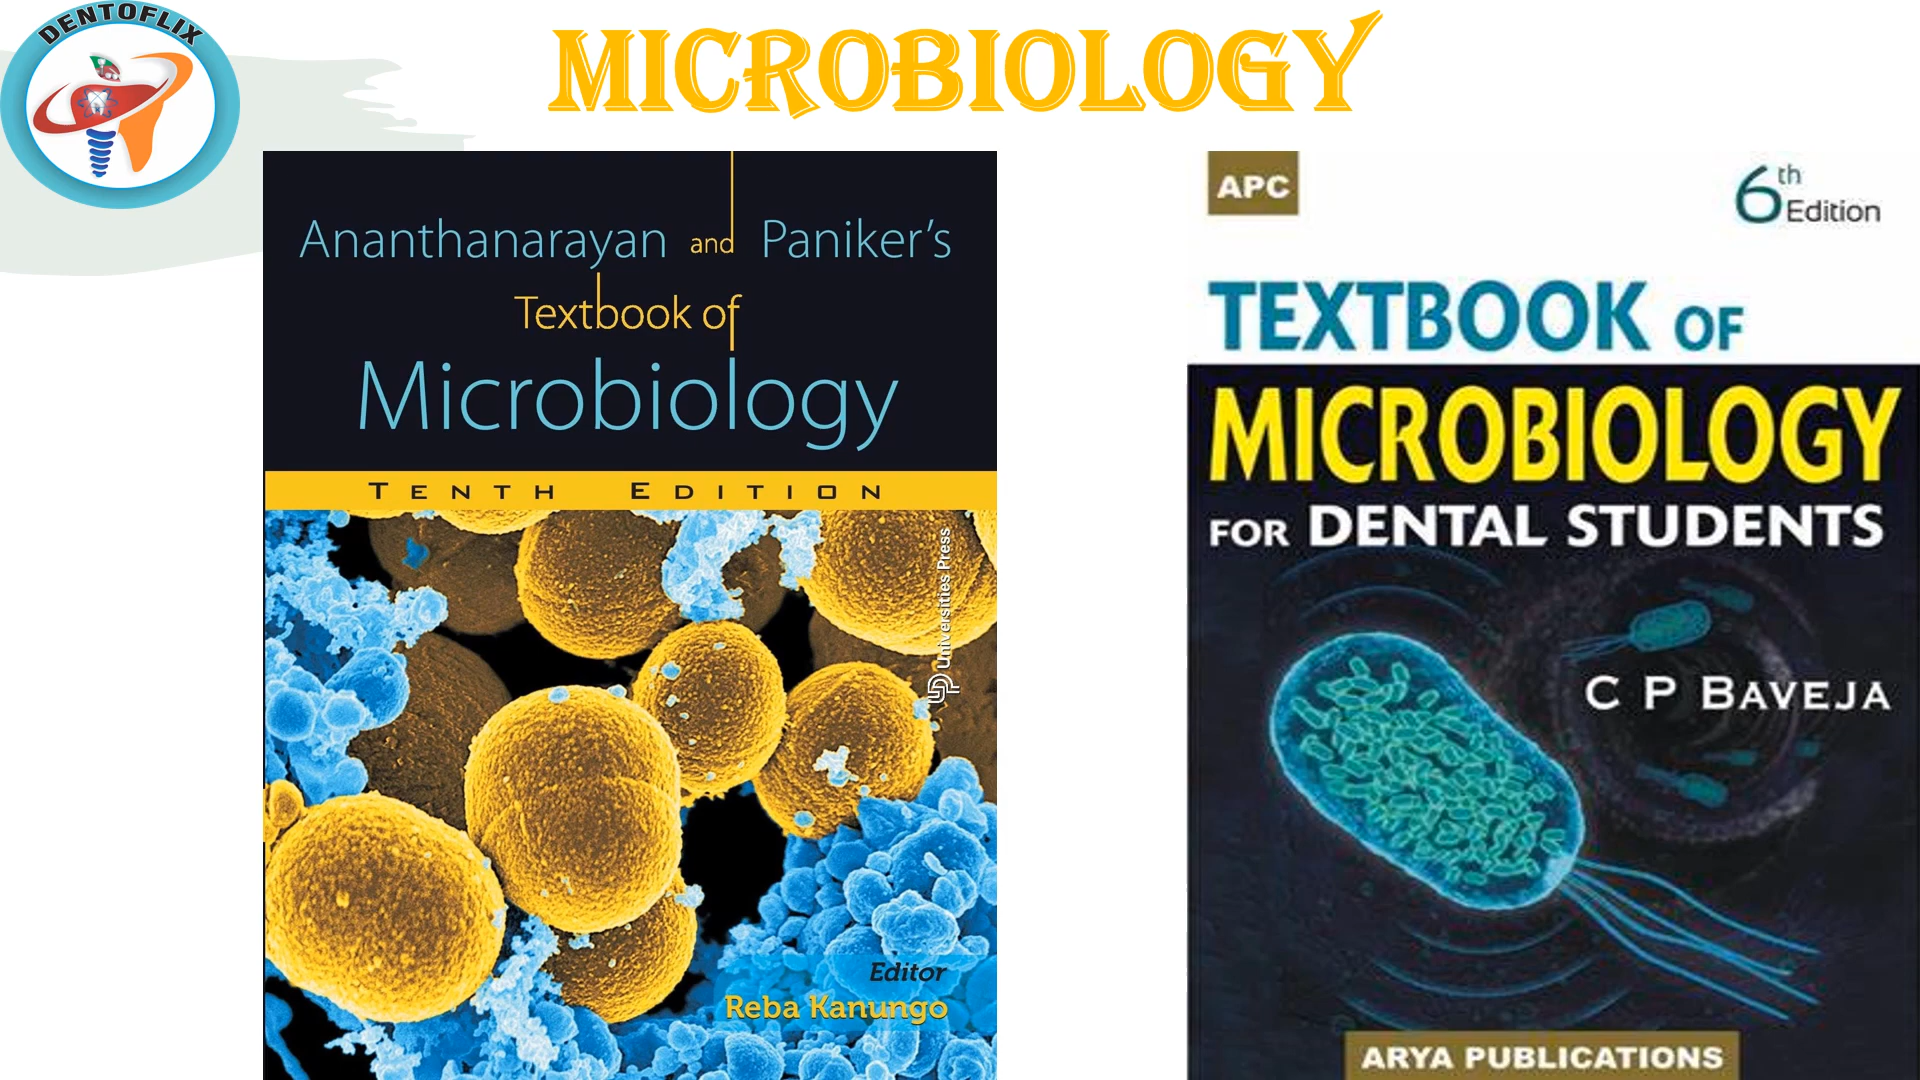 DENTOFLIX
MICROBIOLOGY
Ananthanarayan and Paniker's
Textbook of
Microbiology
TENTH EDITION
Universities Press
Editor
Reba Kanungo
APC
6th Edition
TEXTBOOK OF
MICROBIOLOGY
FOR DENTAL STUDENTS
C P BAVEJA
ARYA PUBLICATIONS